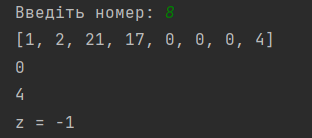 Введіть номер: 8
[1, 2, 21, 17, 0, 0, 0, 4]
0
4
z = -1